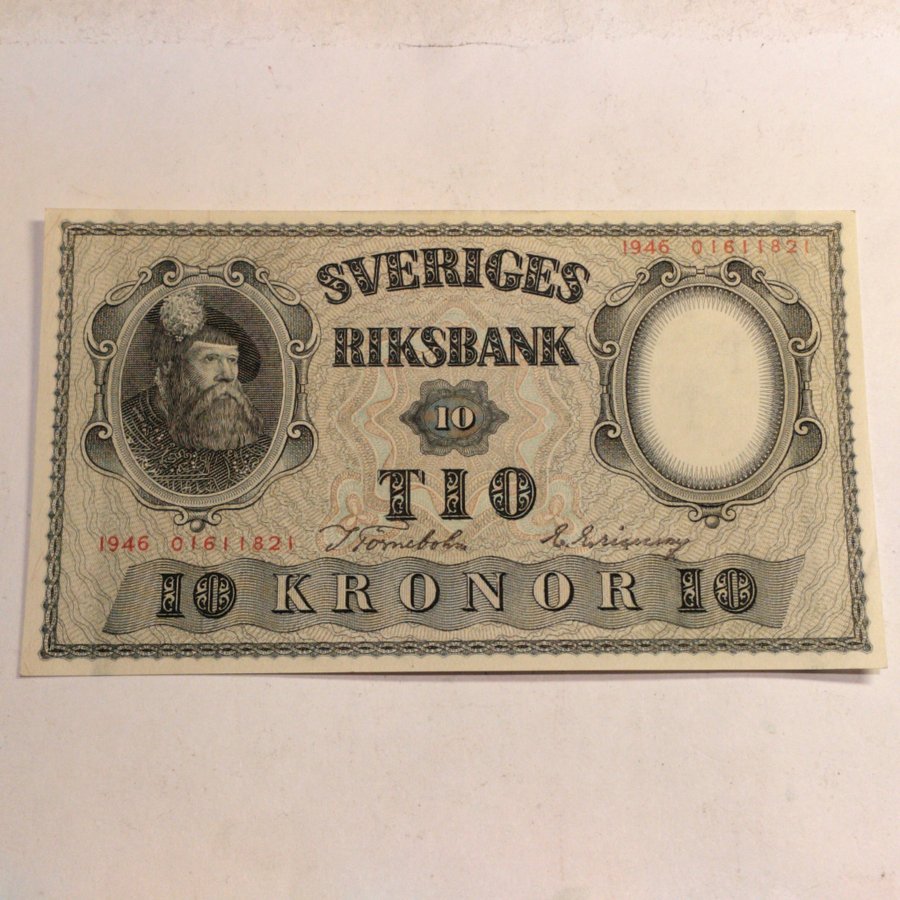 1946 01611821
SVERIGES
RIKSBANK
10
TIO
1946 01611821
10 KRONOR 10